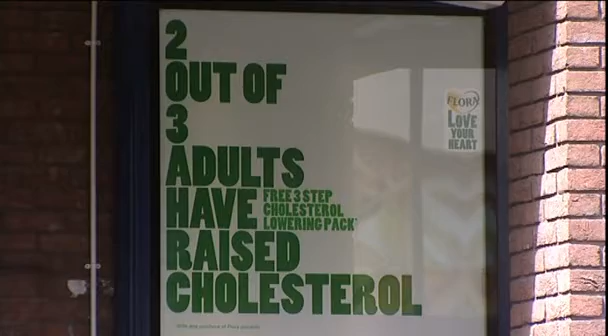 2
OUT OF
3
ADULTS
HAVE
FREE 3 STEP
CHOLESTEROL
LOWERING PACK*
RAISED
CHOLESTEROL
FLORA
LOVE
YOUR
HEART